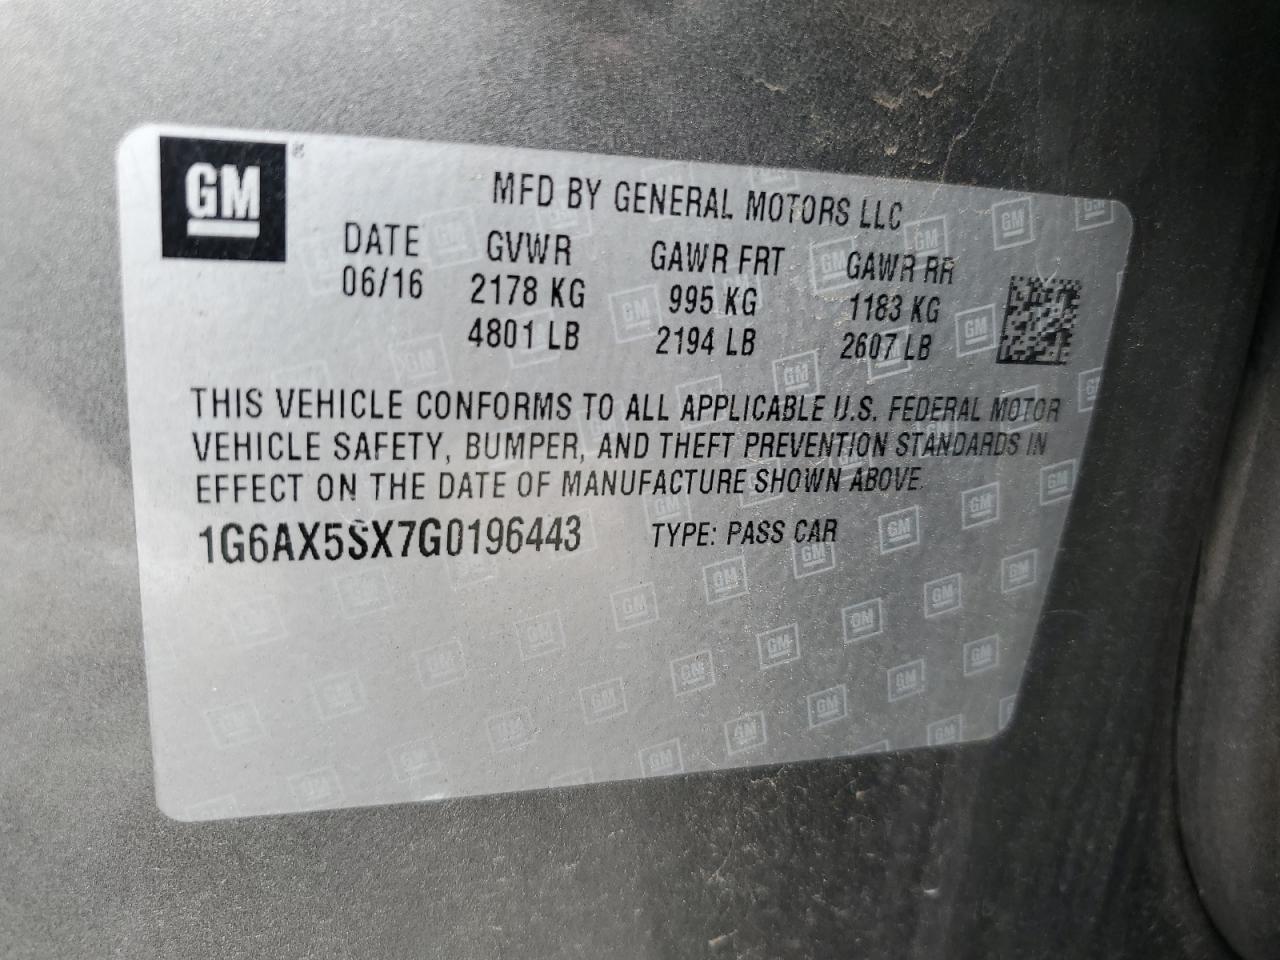 GM
MFD BY GENERAL MOTORS LLC
DATE GVWR GAWR FRT GAWR RR
06/16 2178 KG 995 KG 1183 KG
4801 LB 2194 LB 2607 LB
THIS VEHICLE CONFORMS TO ALL APPLICABLE U.S. FEDERAL MOTOR
VEHICLE SAFETY, BUMPER, AND THEFT PREVENTION STANDARDS IN
EFFECT ON THE DATE OF MANUFACTURE SHOWN ABOVE.
1G6AX5SX7G0196443 TYPE: PASS CAR